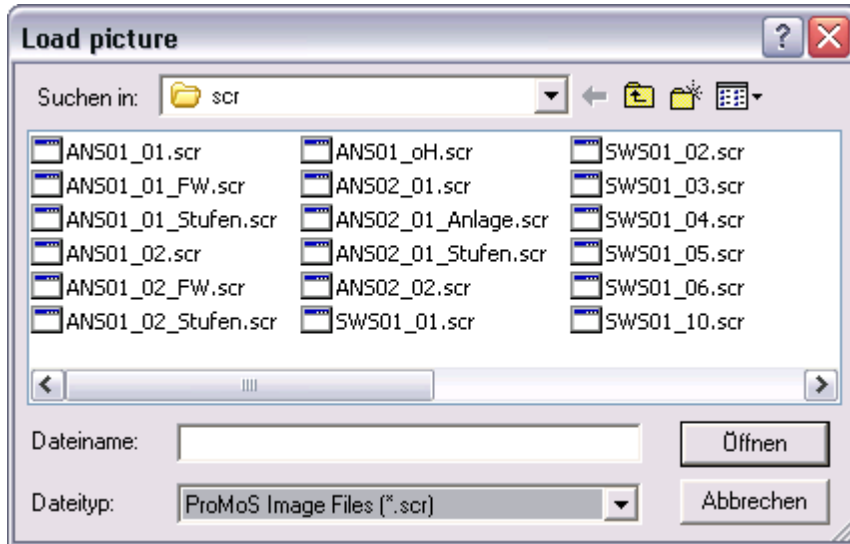 Load picture
Suchen in: scr
ANS01_01.scr
ANS01_01_FW.scr
ANS01_01_Stufen.scr
ANS01_02.scr
ANS01_02_FW.scr
ANS01_02_Stufen.scr
ANS01_oH.scr
ANS02_01.scr
ANS02_01_Anlage.scr
ANS02_01_Stufen.scr
ANS02_02.scr
SWS01_01.scr
SWS01_02.scr
SWS01_03.scr
SWS01_04.scr
SWS01_05.scr
SWS01_06.scr
SWS01_10.scr
Dateiname:
Öffnen
Dateityp: ProMoS Image Files (*.scr)
Abbrechen